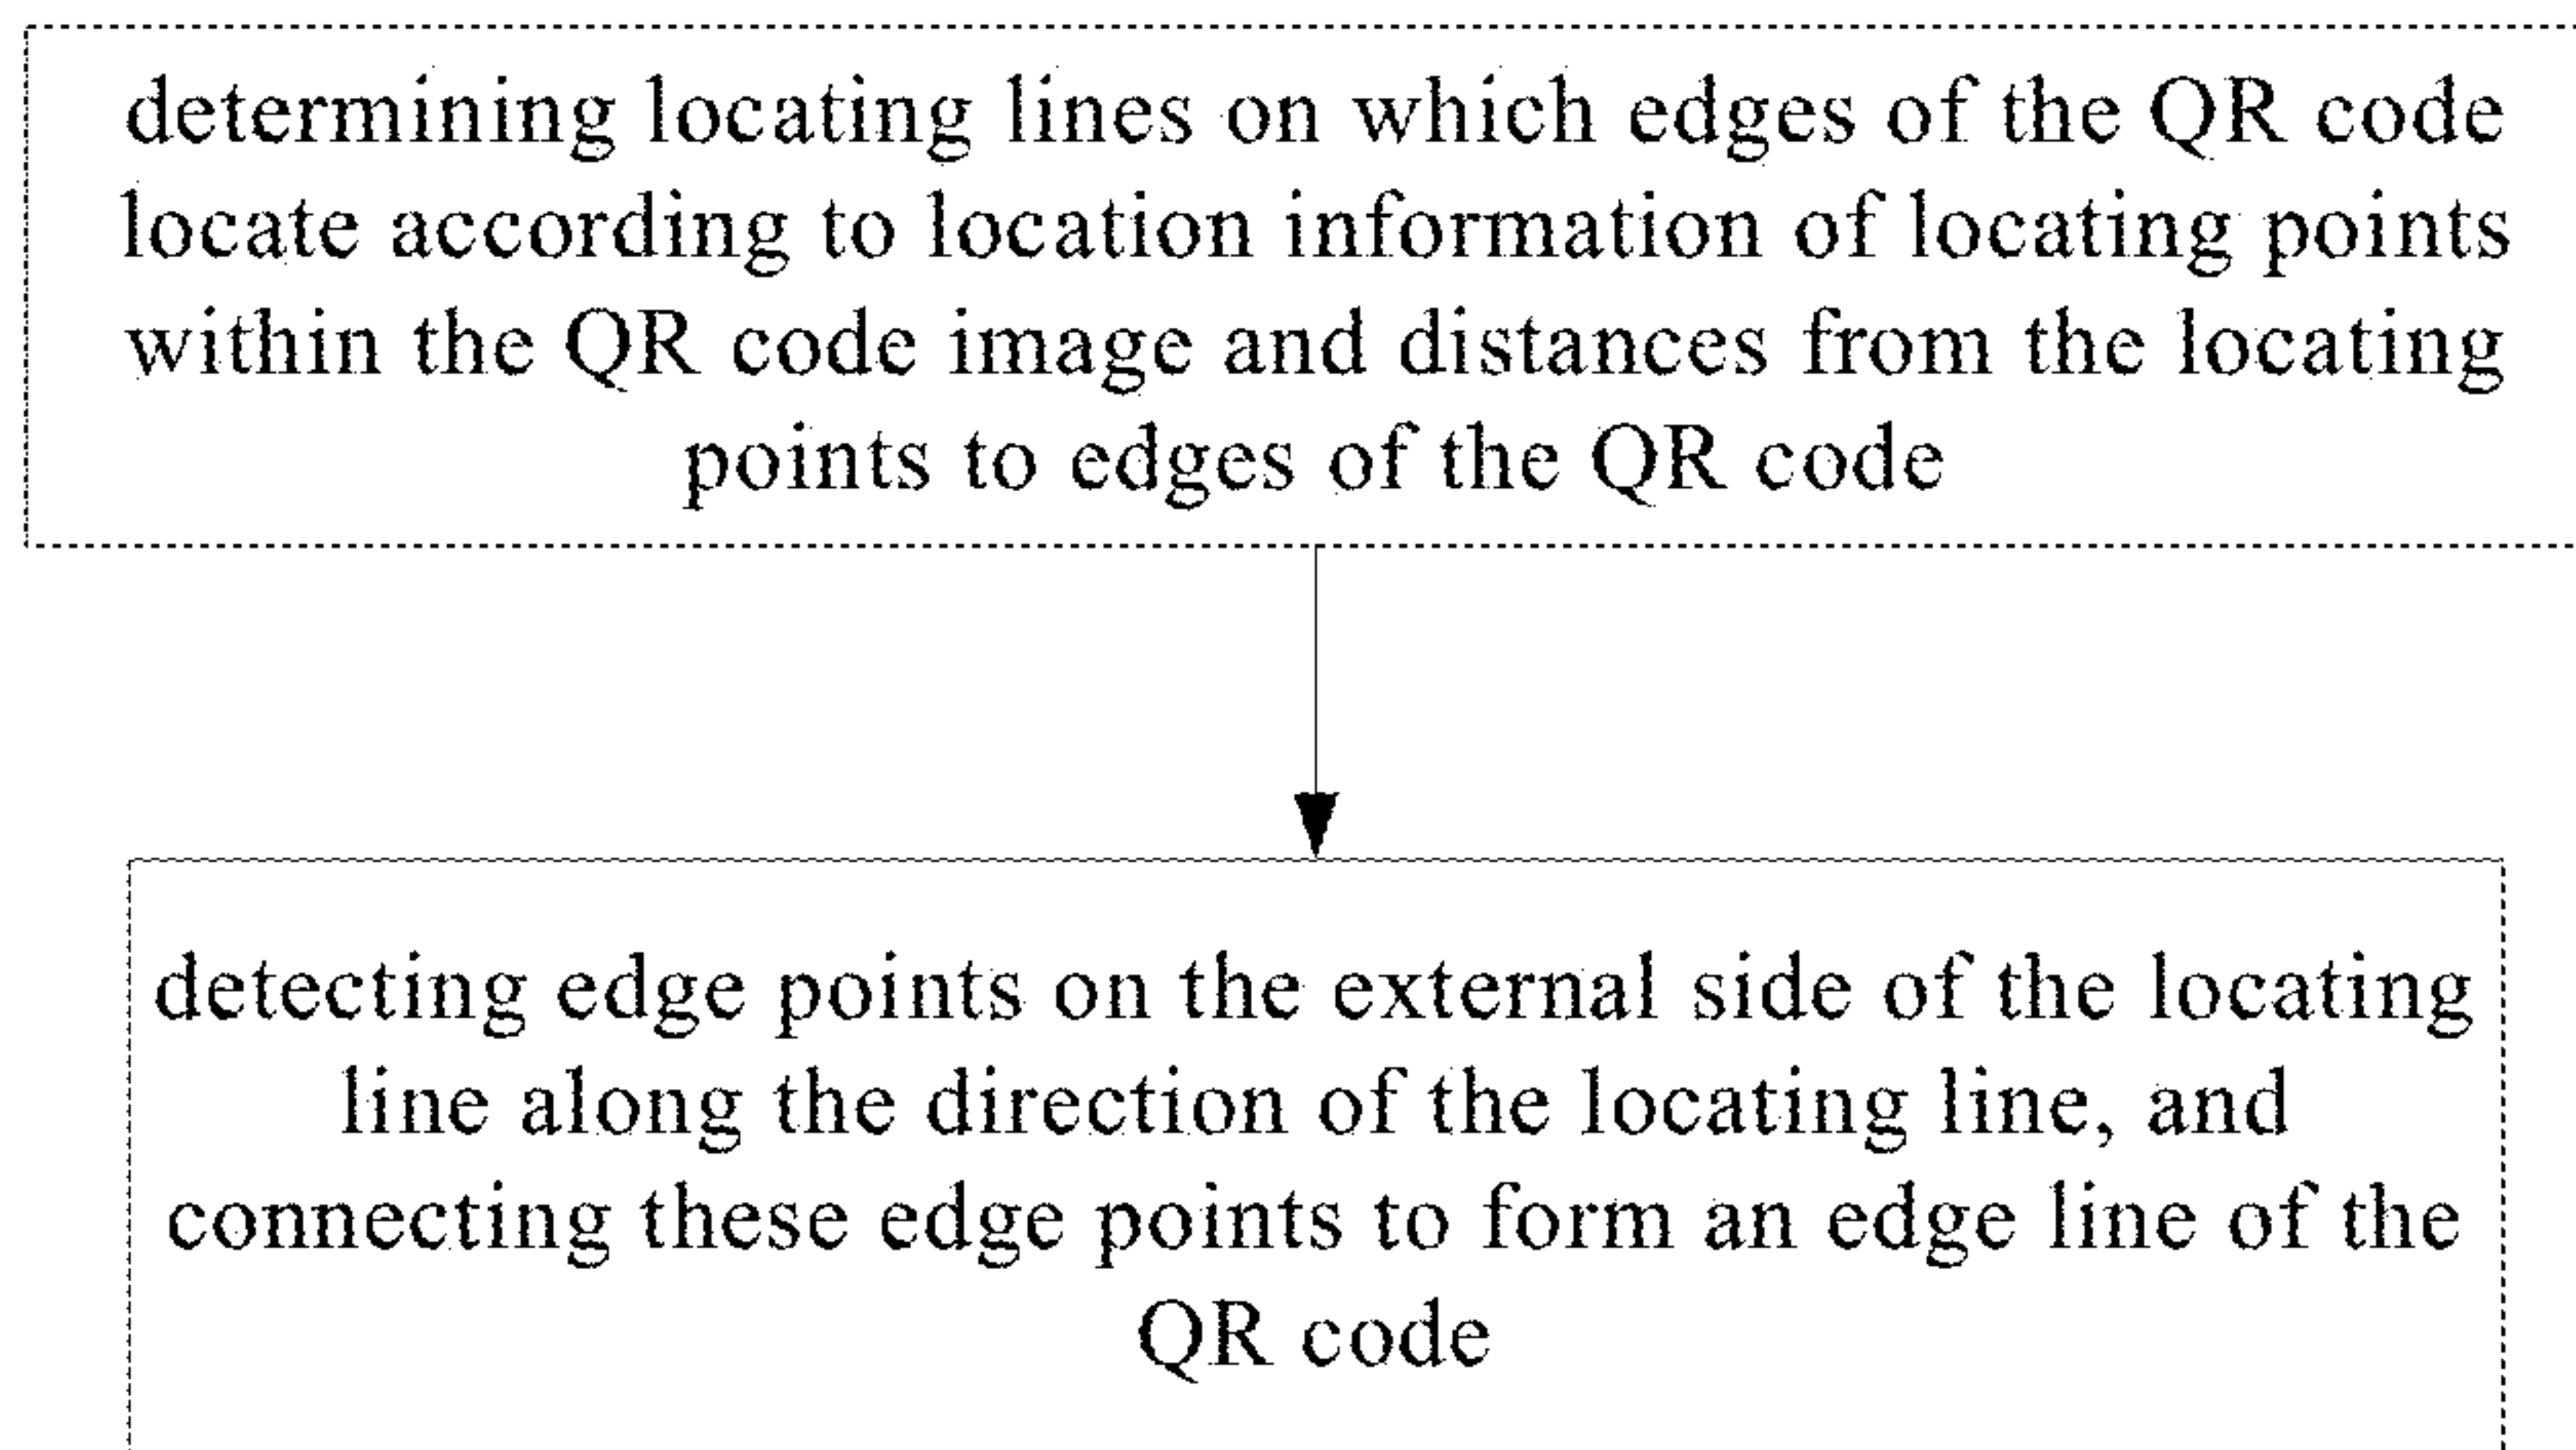 determining locating lines on which edges of the QR code
locate according to location information of locating points
within the QR code image and distances from the locating
points to edges of the QR code
detecting edge points on the external side of the locating
line along the direction of the locating line, and
connecting these edge points to form an edge line of the
QR code